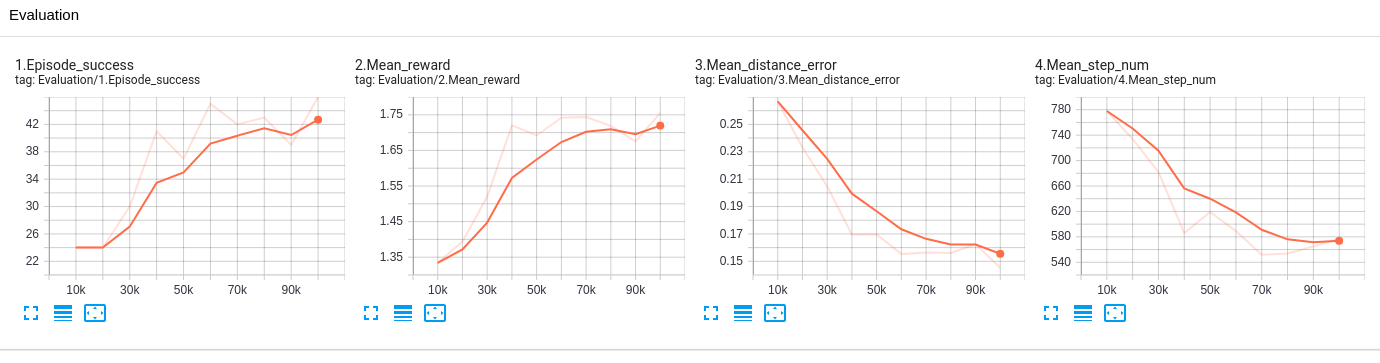 Evaluation
1.Episode_success
tag: Evaluation/1.Episode_success
42
38
34
30
26
22
10k 30k 50k 70k 90k
2.Mean_reward
tag: Evaluation/2.Mean_reward
1.75
1.65
1.55
1.45
1.35
10k 30k 50k 70k 90k
3.Mean_distance_error
tag: Evaluation/3.Mean_distance_error
0.25
0.23
0.21
0.19
0.17
0.15
10k 30k 50k 70k 90k
4.Mean_step_num
tag: Evaluation/4.Mean_step_num
780
740
700
660
620
580
540
10k 30k 50k 70k 90k